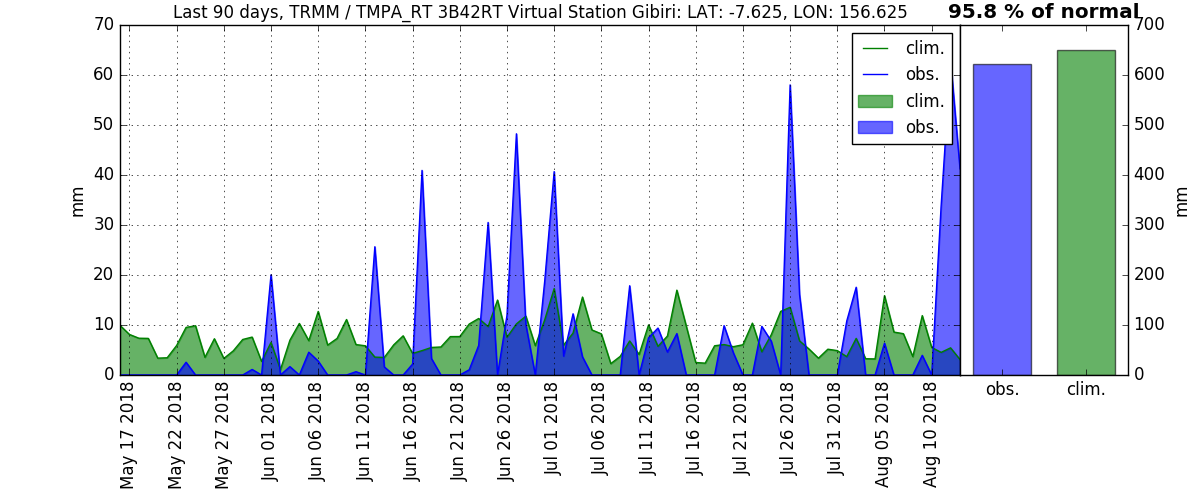 Last 90 days, TRMM / TMPA_RT 3B42RT Virtual Station Gibiri: LAT: -7.625, LON: 156.625
95.8 % of normal
70
60
50
40
30
20
10
0
mm
clim.
obs.
clim.
obs.
700
600
500
400
300
200
100
0
mm
obs.
clim.
May 17 2018
May 22 2018
May 27 2018
Jun 01 2018
Jun 06 2018
Jun 11 2018
Jun 16 2018
Jun 21 2018
Jun 26 2018
Jul 01 2018
Jul 06 2018
Jul 11 2018
Jul 16 2018
Jul 21 2018
Jul 26 2018
Jul 31 2018
Aug 05 2018
Aug 10 2018